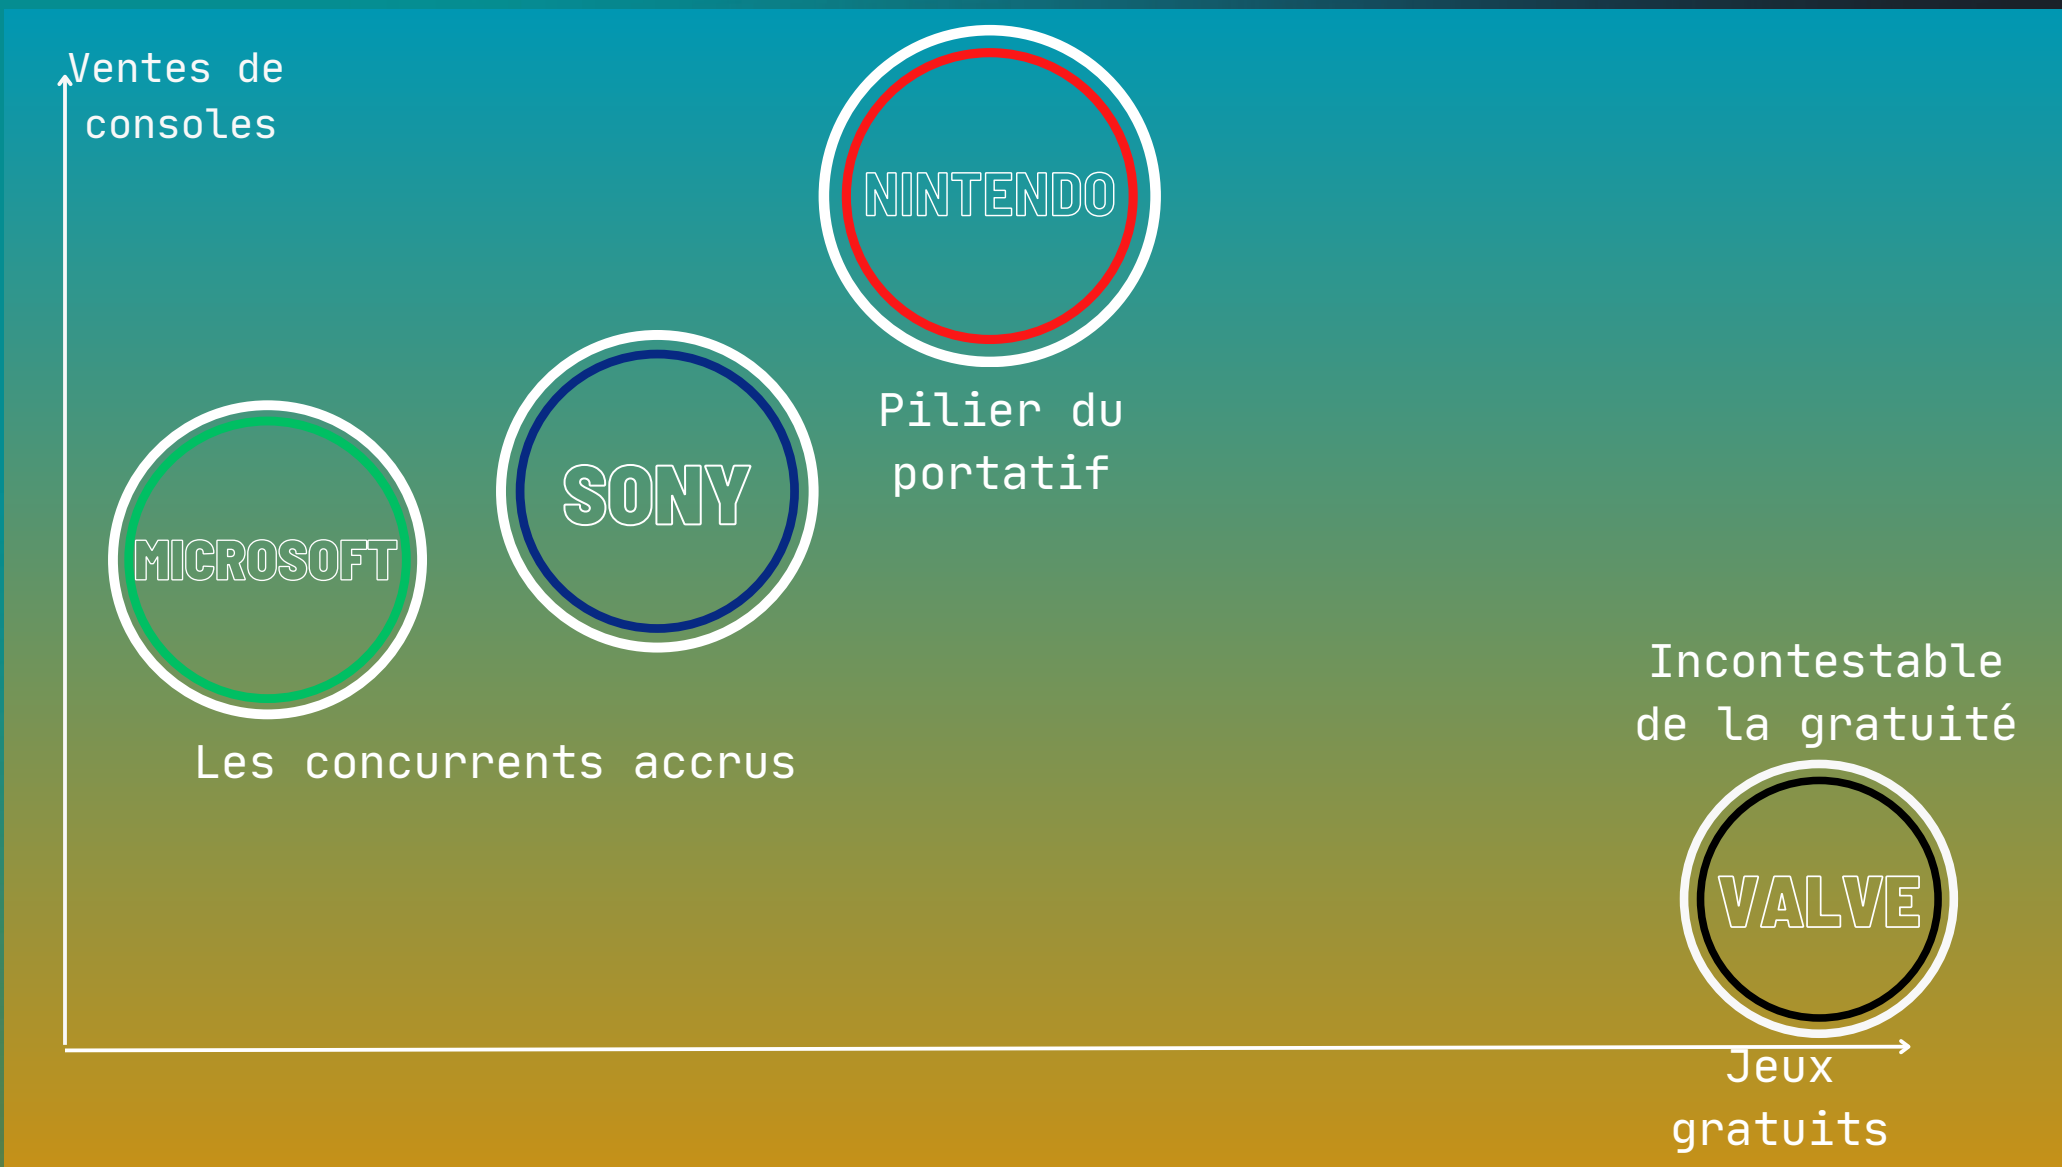 Ventes de
consoles
NINTENDO
Pilier du
portatif
SONY
MICROSOFT
Les concurrents accrus
Incontestable
de la gratuité
VALVE
Jeux
gratuits